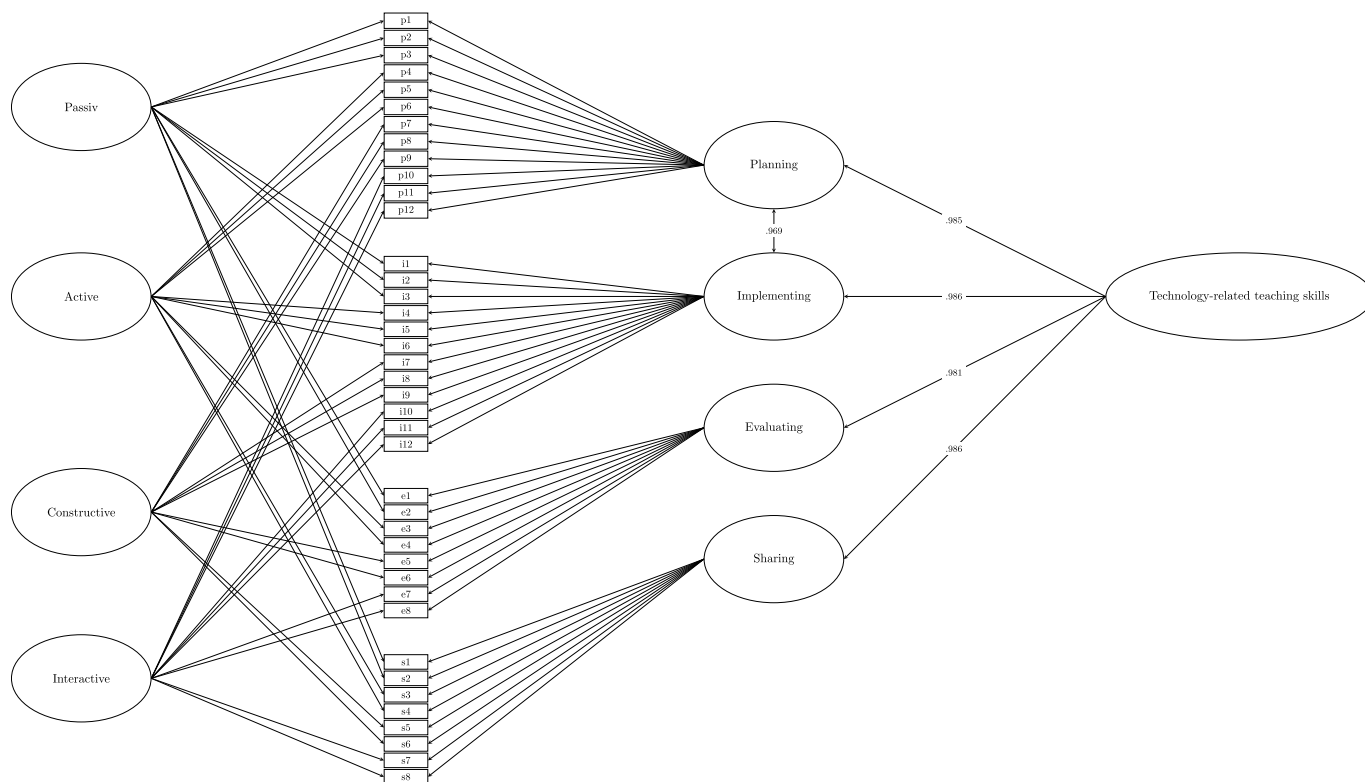 Passiv
Active
Constructive
Interactive
p1
p2
p3
p4
p5
p6
p7
p8
p9
p10
p11
p12
i1
i2
i3
i4
i5
i6
i7
i8
i9
i10
i11
i12
e1
e2
e3
e4
e5
e6
e7
e8
s1
s2
s3
s4
s5
s6
s7
s8
Planning
.969
Implementing
Evaluating
Sharing
.985
.986
.981
.986
Technology-related teaching skills